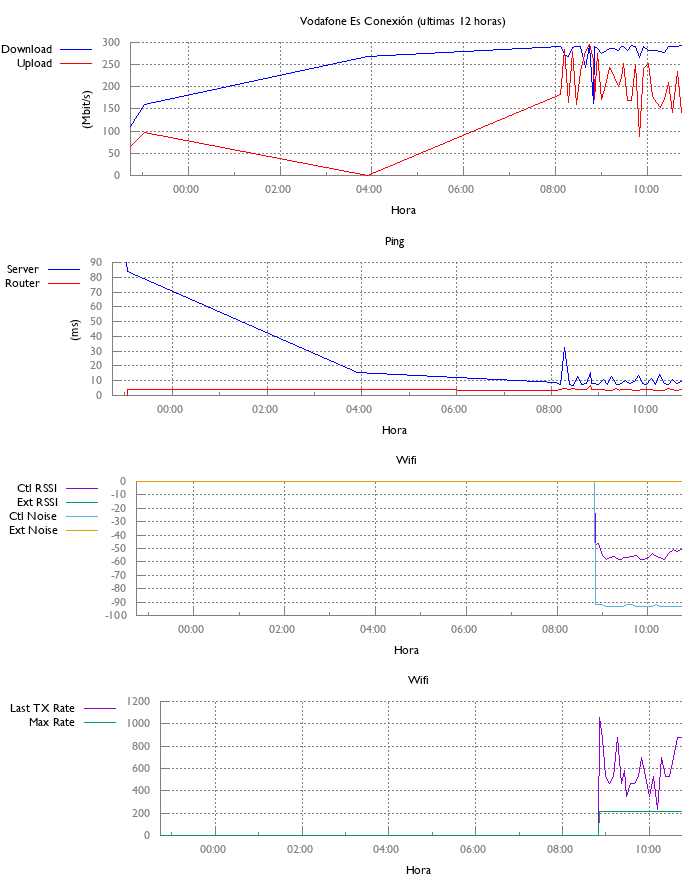 Vodafone Es Conexión (ultimas 12 horas)
Download
Upload
(Mbit/s)
300
250
200
150
100
50
0
00:00 02:00 04:00 06:00 08:00 10:00
Hora
Ping
Server
Router
(ms)
90
80
70
60
50
40
30
20
10
0
00:00 02:00 04:00 06:00 08:00 10:00
Hora
Wifi
Ctl RSSI
Ext RSSI
Ctl Noise
Ext Noise
0
-10
-20
-30
-40
-50
-60
-70
-80
-90
-100
00:00 02:00 04:00 06:00 08:00 10:00
Hora
Wifi
Last TX Rate
Max Rate
1200
1000
800
600
400
200
0
00:00 02:00 04:00 06:00 08:00 10:00
Hora